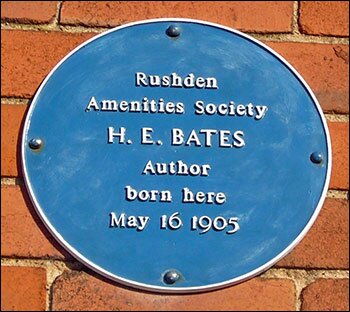 Rushden
Amenities Society
H. E. BATES
Author
born here
May 16 1905